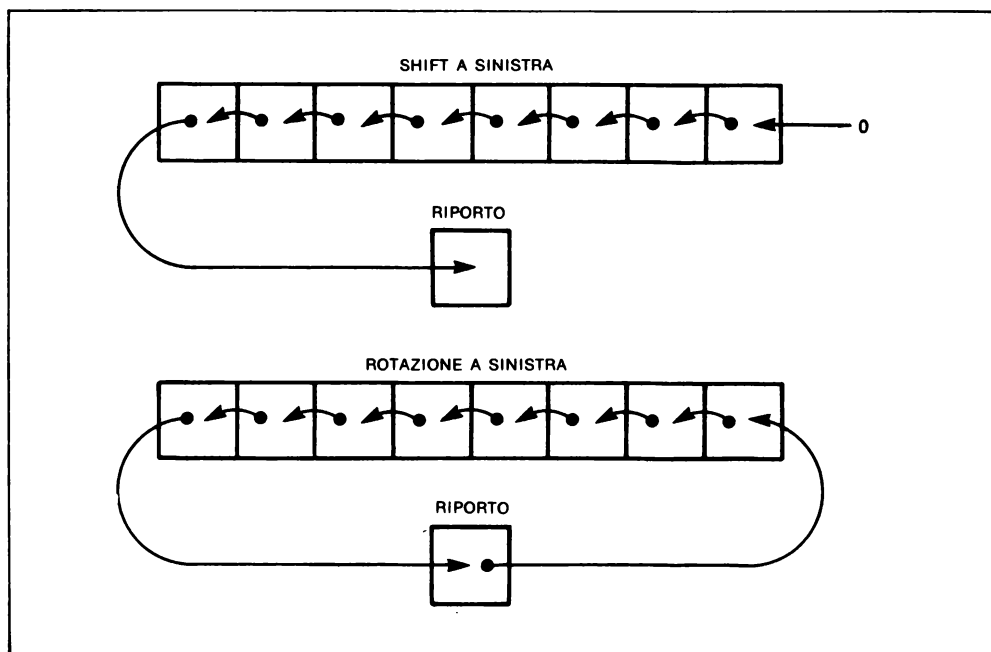 SHIFT A SINISTRA
0
RIPORTO
ROTAZIONE A SINISTRA
RIPORTO